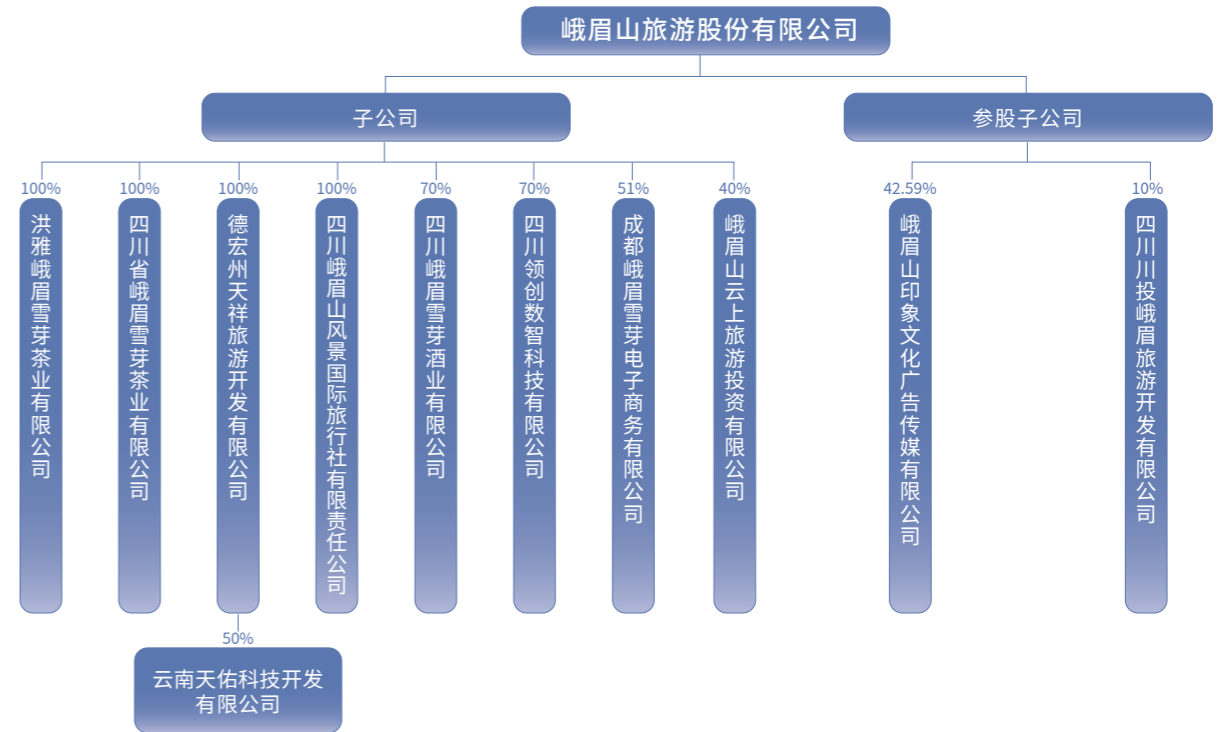 峨眉山旅游股份有限公司
子公司
参股子公司
100%
100%
100%
100%
70%
70%
51%
40%
42.59%
10%
洪雅峨眉雪芽茶业有限公司
四川省峨眉雪芽茶业有限公司
德宏州天祥旅游开发有限公司
四川峨眉山风景国际旅行社有限责任公司
四川峨眉雪芽酒业有限公司
四川领创数智科技有限公司
成都峨眉雪芽电子商务有限公司
峨眉山云上旅游投资有限公司
峨眉山印象文化广告传媒有限公司
四川川投峨眉旅游开发有限公司
50%
云南天佑科技开发
有限公司